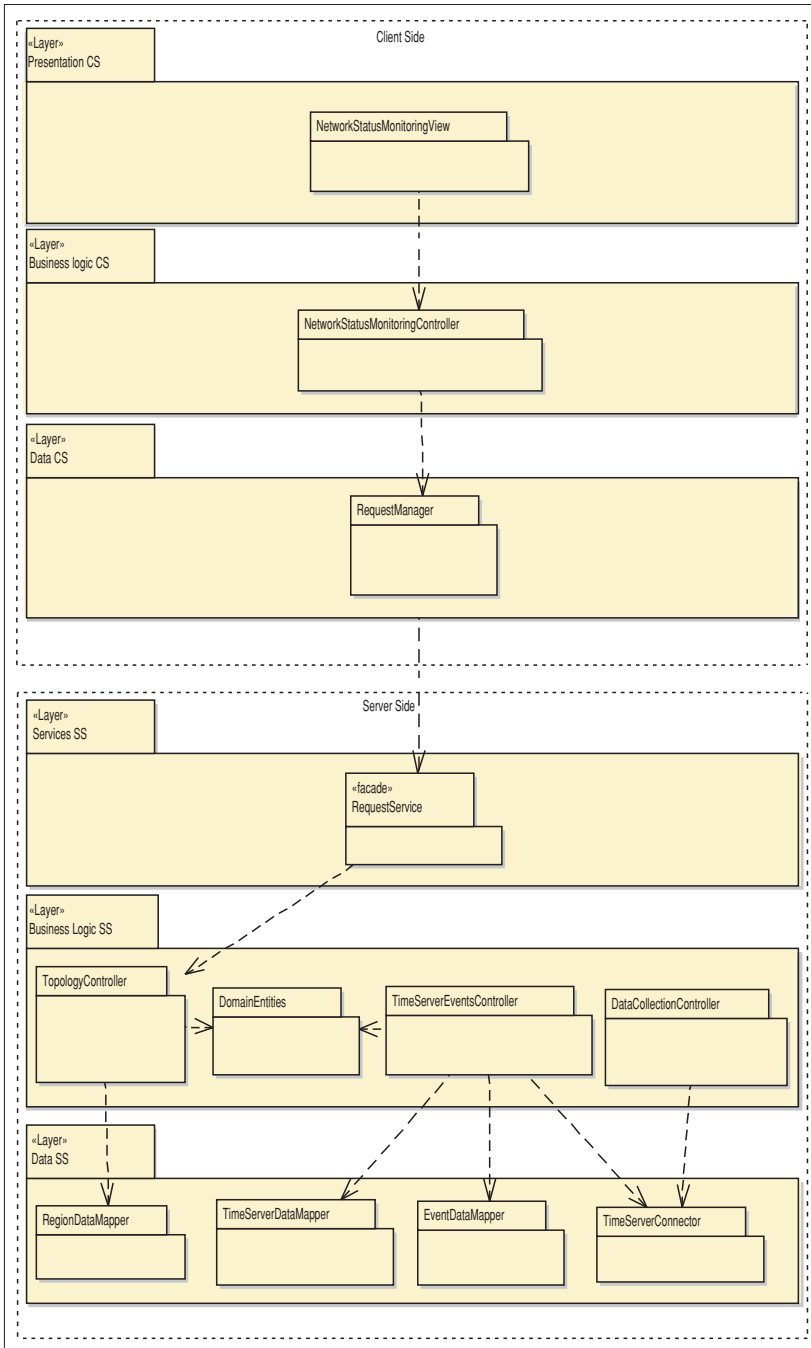 Client Side
«Layer»
Presentation CS
NetworkStatusMonitoringView
«Layer»
Business logic CS
NetworkStatusMonitoringController
«Layer»
Data CS
RequestManager
Server Side
«Layer»
Services SS
«facade»
RequestService
«Layer»
Business Logic SS
TopologyController
DomainEntities
TimeServerEventsController
DataCollectionController
«Layer»
Data SS
RegionDataMapper
TimeServerDataMapper
EventDataMapper
TimeServerConnector